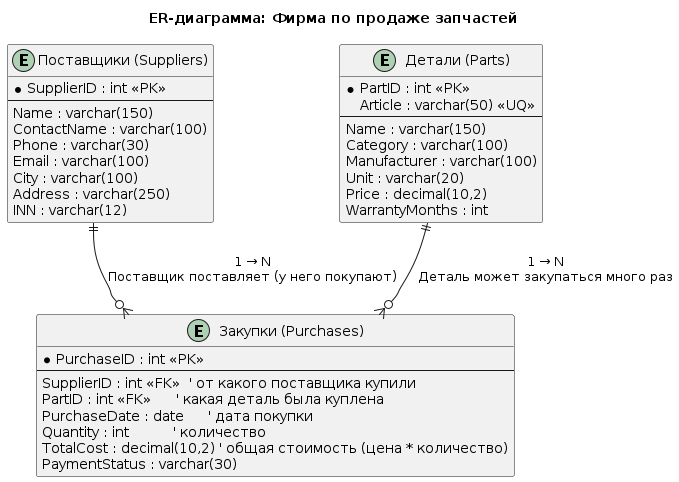 ER-диаграмма: Фирма по продаже запчастей
E Поставщики (Suppliers)
SupplierID : int «PK»
Name : varchar(150)
ContactName : varchar(100)
Phone : varchar(30)
Email : varchar(100)
City : varchar(100)
Address : varchar(250)
INN : varchar(12)
E Детали (Parts)
PartID : int «PK»
Article : varchar(50) «UQ»
Name : varchar(150)
Category : varchar(100)
Manufacturer : varchar(100)
Unit : varchar(20)
Price : decimal(10,2)
WarrantyMonths : int
1 → N
Поставщик поставляет (у него покупают)
1 → N
Деталь может закупаться много раз
E Закупки (Purchases)
PurchaseID : int «PK»
SupplierID : int «FK» ' от какого поставщика купили
PartID : int «FK» ' какая деталь была куплена
PurchaseDate : date ' дата покупки
Quantity : int ' количество
TotalCost : decimal(10,2) ' общая стоимость (цена * количество)
PaymentStatus : varchar(30)